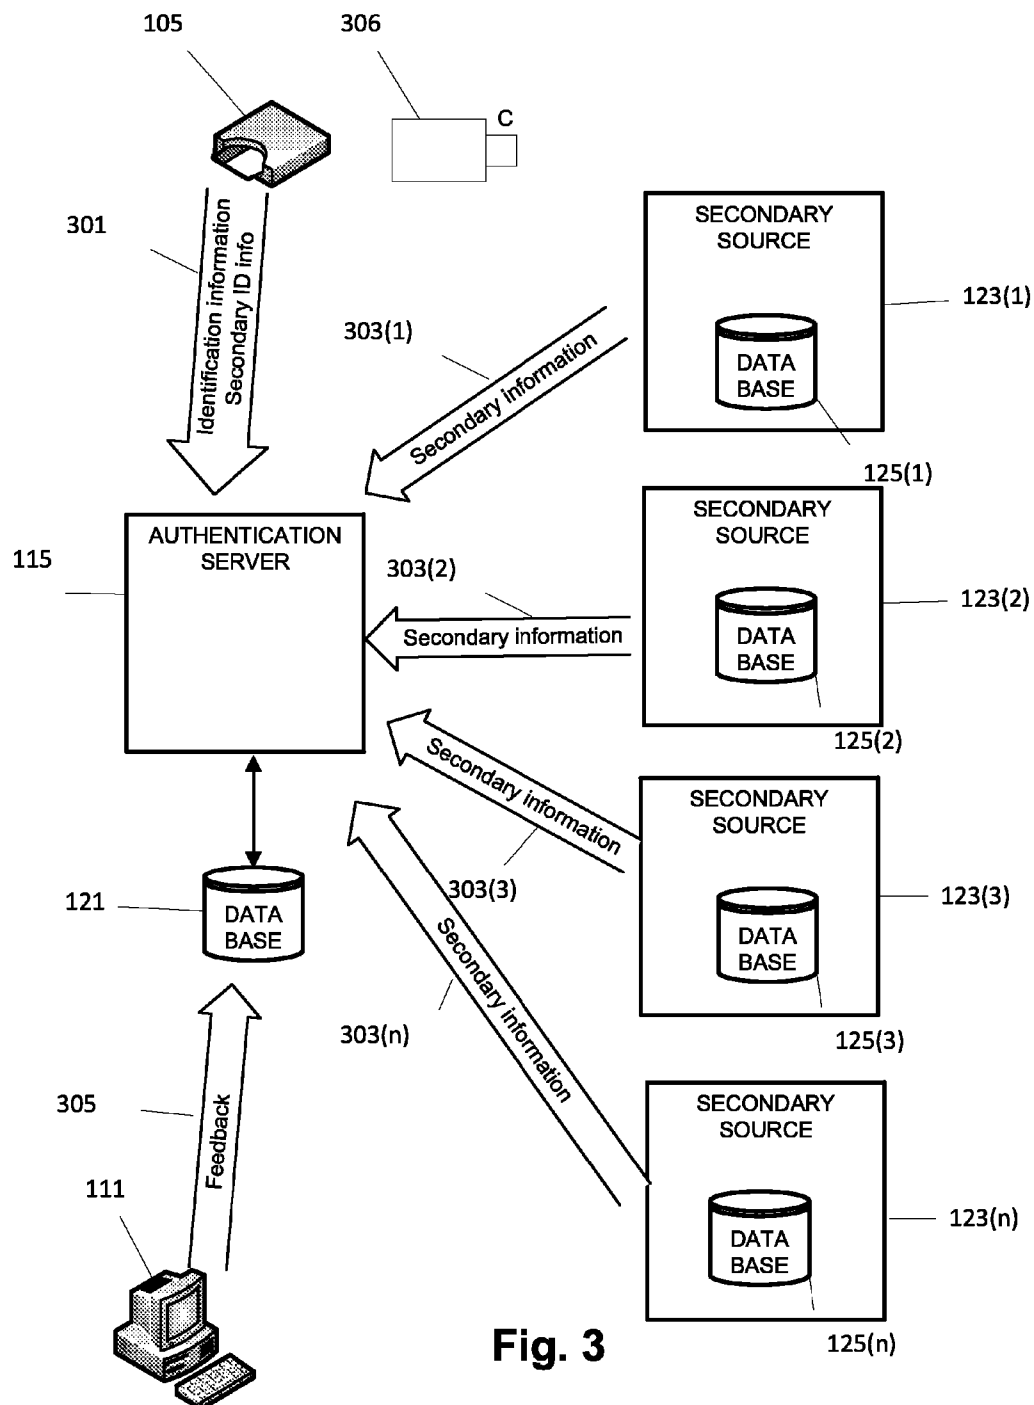 105
306
C
301
Identification information
Secondary ID info
SECONDARY
SOURCE
123(1)
303(1)
Secondary information
DATA
BASE
125(1)
AUTHENTICATION
SERVER
115
303(2)
Secondary information
SECONDARY
SOURCE
123(2)
DATA
BASE
125(2)
Secondary information
303(3)
SECONDARY
SOURCE
123(3)
DATA
BASE
125(3)
121
DATA
BASE
Secondary information
303(n)
305
Feedback
111
SECONDARY
SOURCE
123(n)
DATA
BASE
125(n)
Fig. 3